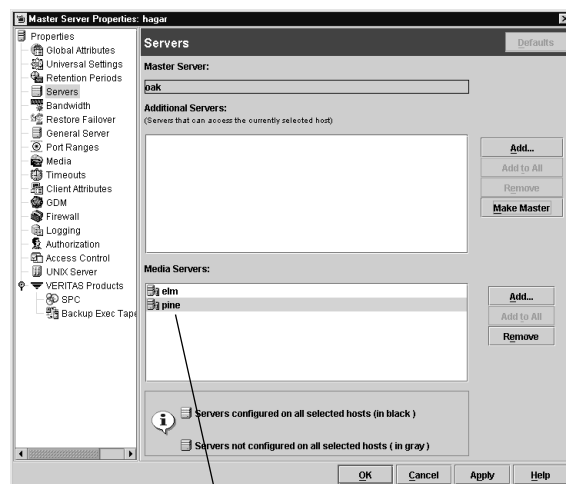 Master Server Properties: hagar
Properties
Global Attributes
Universal Settings
Retention Periods
Servers
Bandwidth
Restore Failover
General Server
Port Ranges
Media
Timeouts
Client Attributes
GDM
Firewall
Logging
Authorization
Access Control
UNIX Server
VERITAS Products
SPC
Backup Exec Tape
Servers
Defaults
Master Server:
oak
Additional Servers:
(Servers that can access the currently selected host)
Add...
Add to All
Remove
Make Master
Media Servers:
elm
pine
Add...
Add to All
Remove
Servers configured on all selected hosts (in black )
Servers not configured on all selected hosts ( in gray )
OK
Cancel
Apply
Help